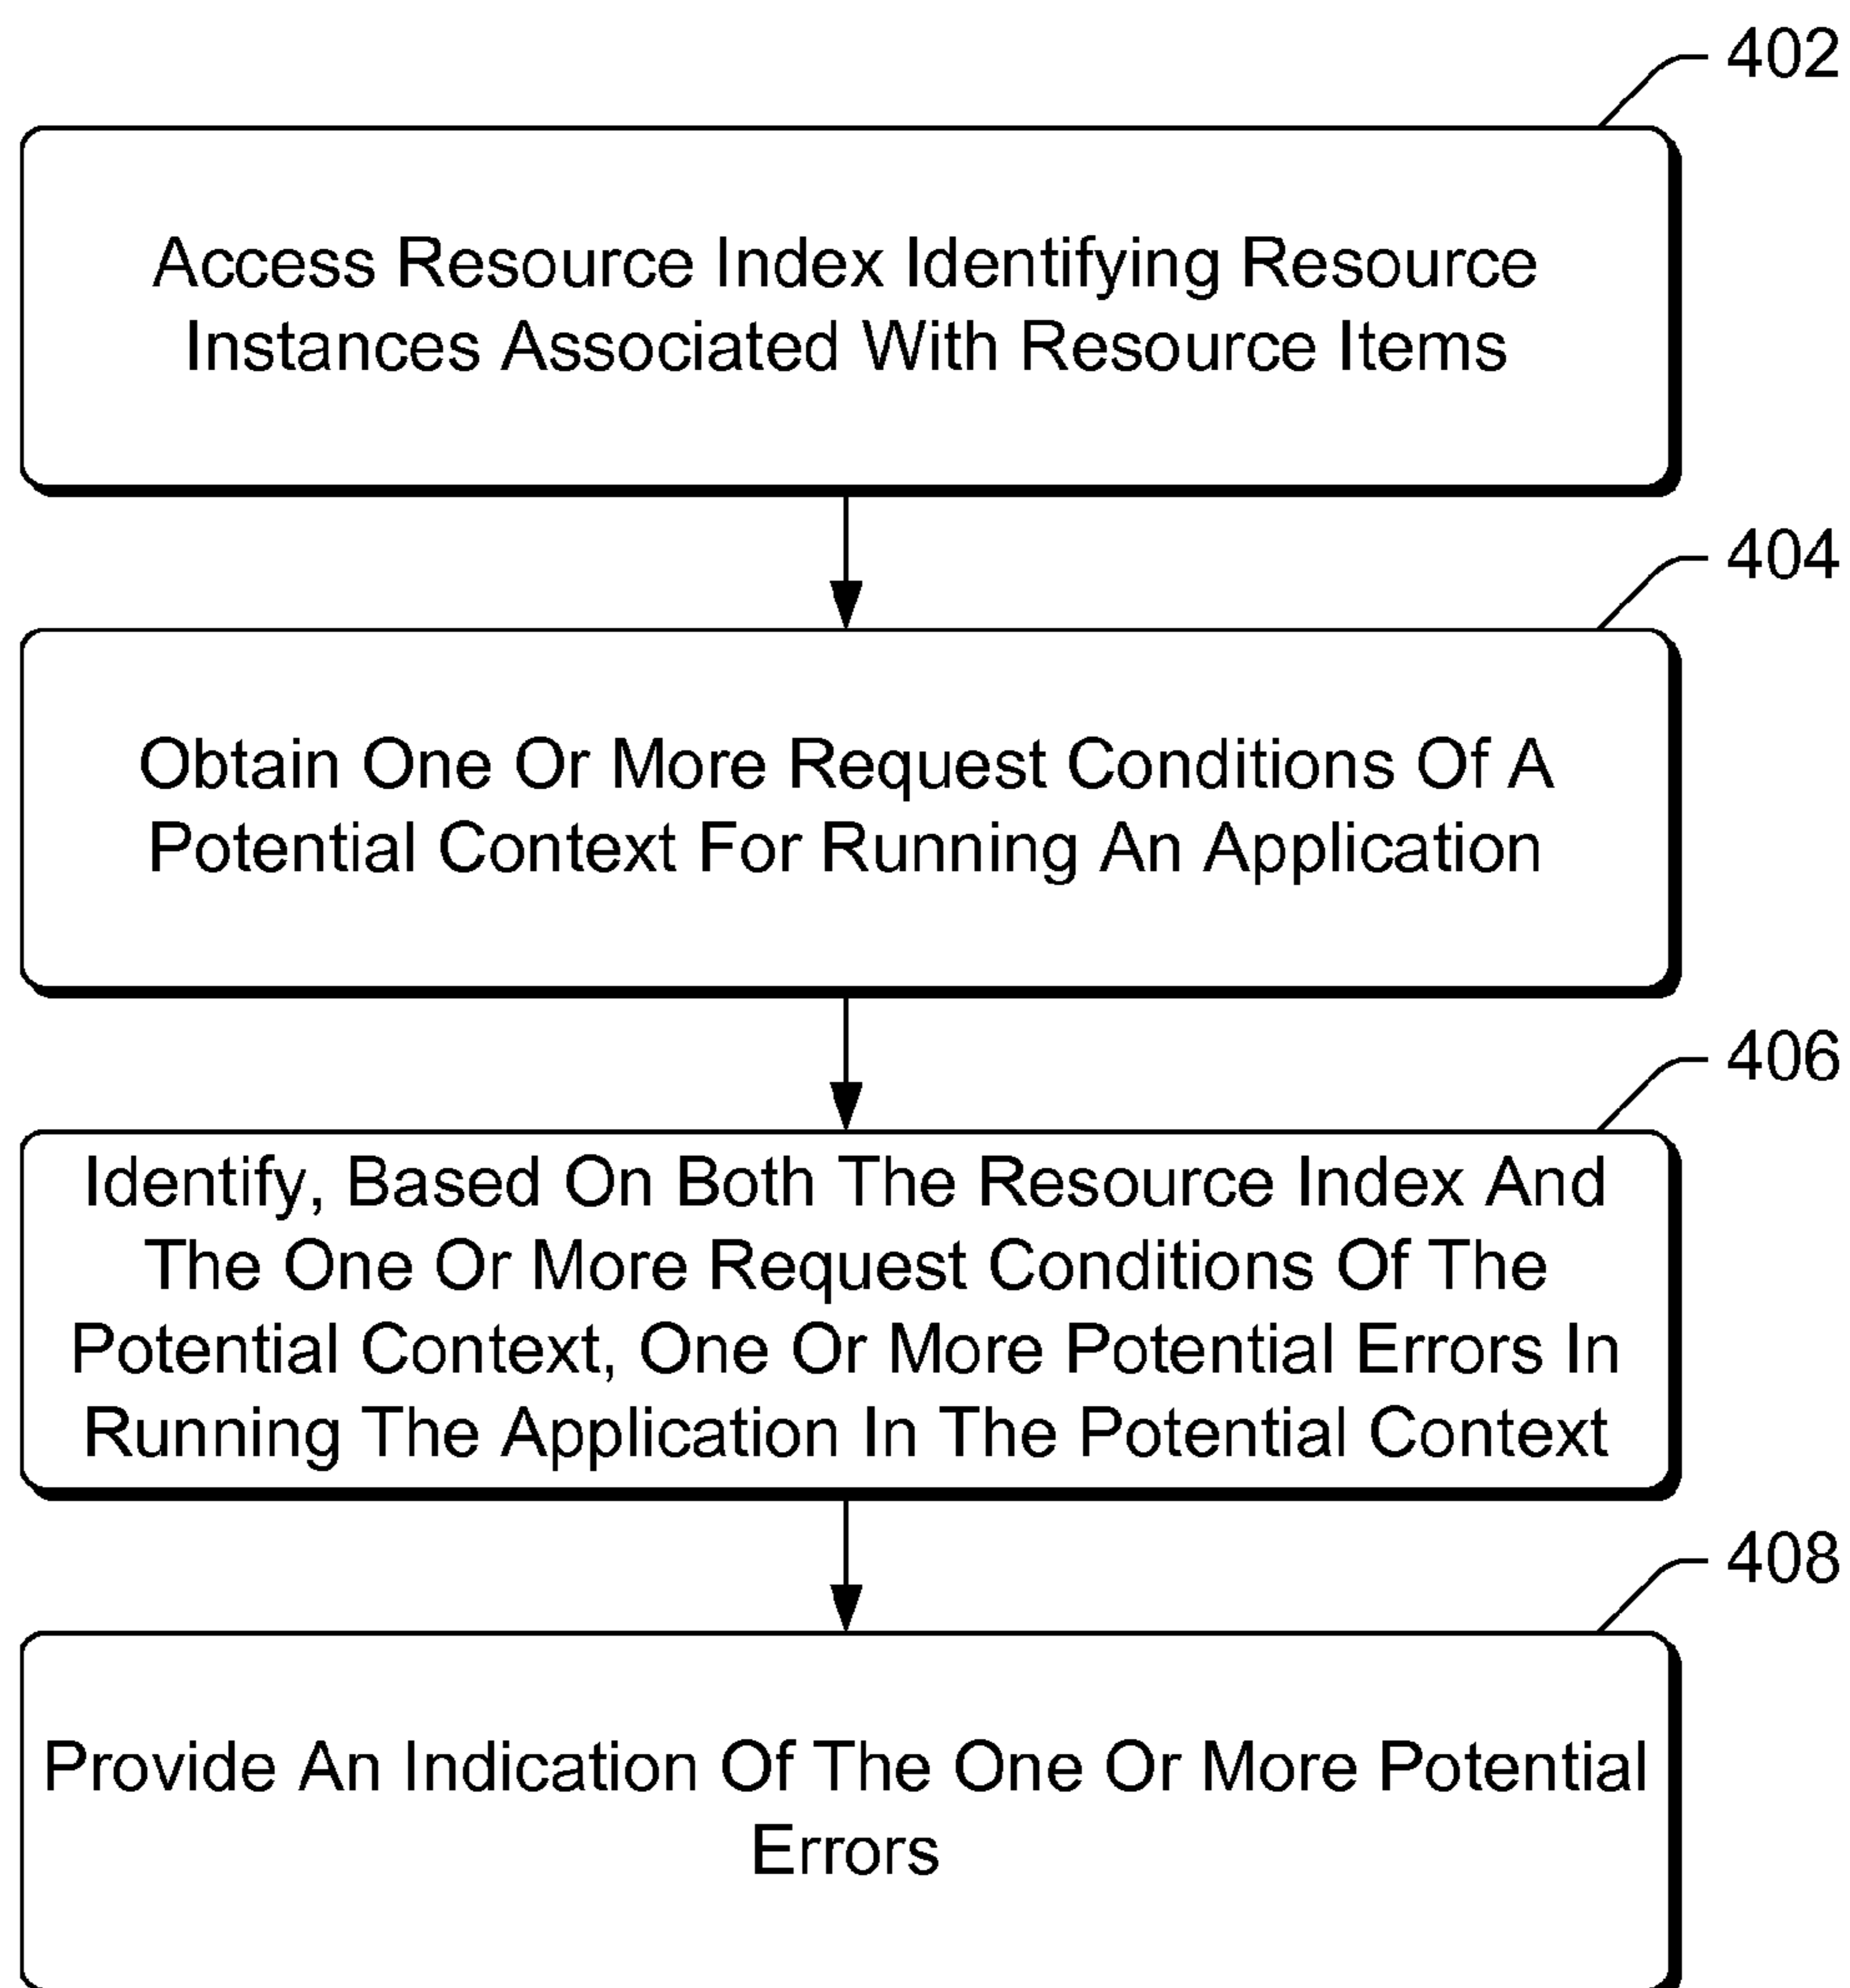 402
Access Resource Index Identifying Resource
Instances Associated With Resource Items
404
Obtain One Or More Request Conditions Of A
Potential Context For Running An Application
406
Identify, Based On Both The Resource Index And
The One Or More Request Conditions Of The
Potential Context, One Or More Potential Errors In
Running The Application In The Potential Context
408
Provide An Indication Of The One Or More Potential
Errors